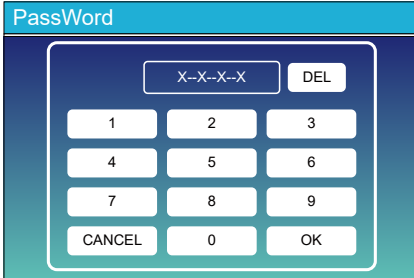 PassWord
X--X--X--X DEL
1 2 3
4 5 6
7 8 9
CANCEL 0 OK